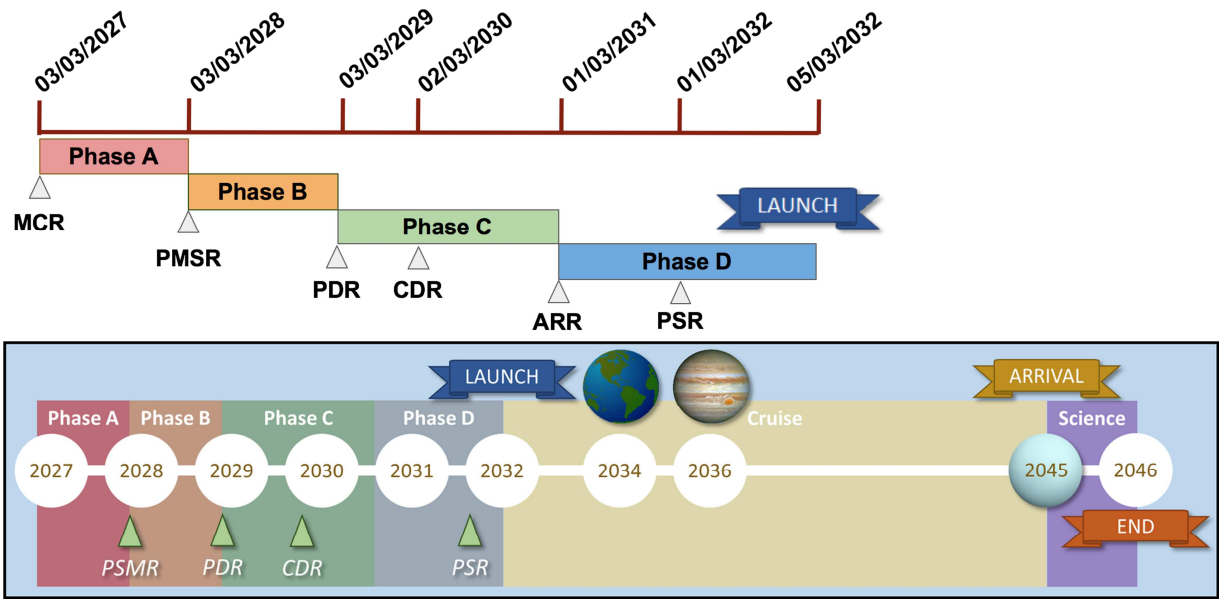 03/03/2027
03/03/2028
03/03/2029
02/03/2030
01/03/2031
01/03/2032
05/03/2032
Phase A
MCR
Phase B
PMSR
LAUNCH
Phase C
PDR
CDR
Phase D
ARR
PSR
LAUNCH
ARRIVAL
Phase A
Phase B
Phase C
Phase D
Cruise
Science
2027
2028
2029
2030
2031
2032
2034
2036
2045
2046
END
PSMR
PDR
CDR
PSR